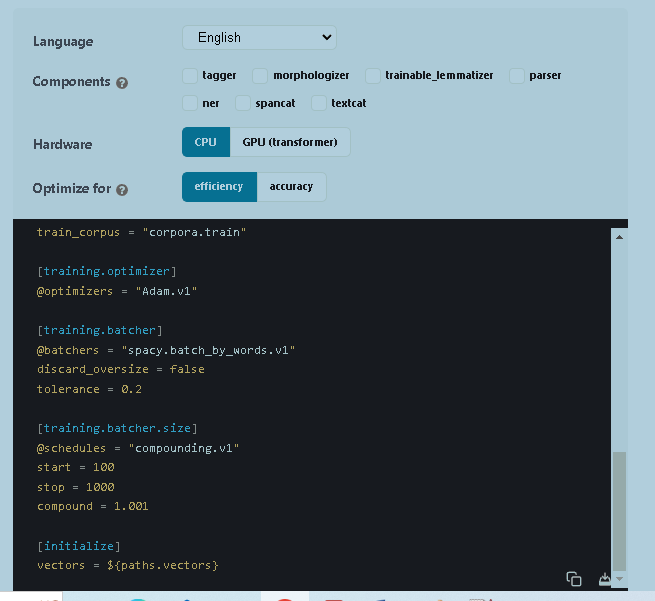 Language
English
Components ?
tagger morphologizer trainable_lemmatizer parser
ner spancat textcat
Hardware
CPU GPU (transformer)
Optimize for ?
efficiency accuracy
train_corpus = "corpora.train"
[training.optimizer]
@optimizers = "Adam.v1"
[training.batcher]
@batchers = "spacy.batch_by_words.v1"
discard_oversize = false
tolerance = 0.2
[training.batcher.size]
@schedules = "compounding.v1"
start = 100
stop = 1000
compound = 1.001
[initialize]
vectors = ${paths.vectors}